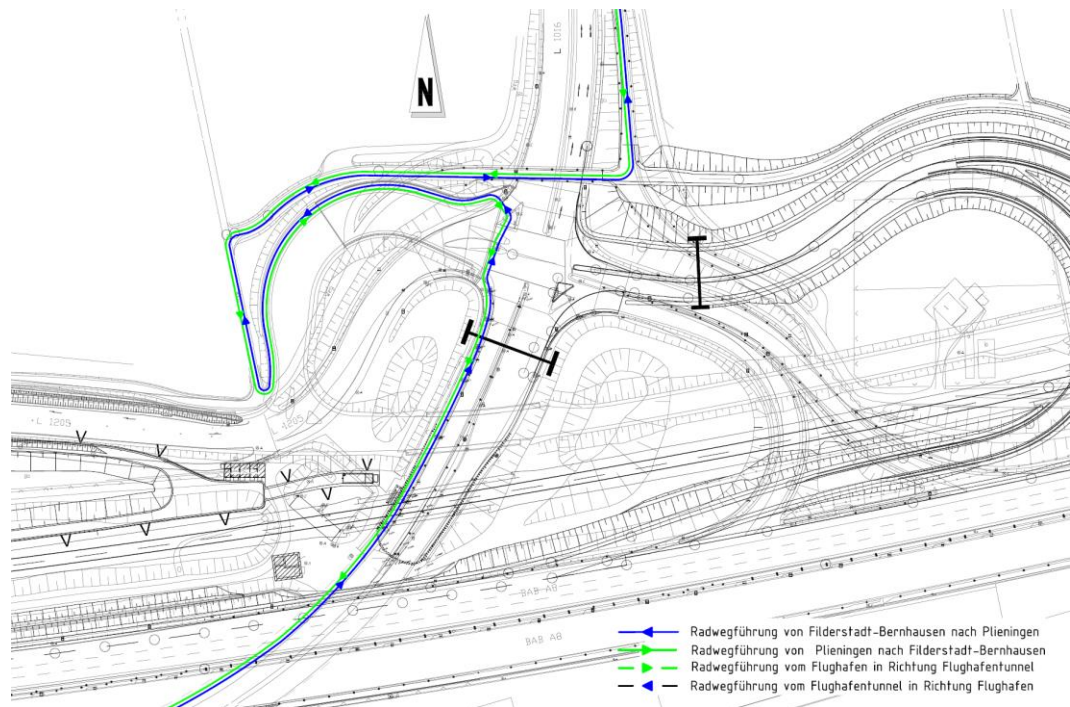 L 1016
N
L 1205
L 1205
BAB A8
BAB A8
Radwegführung von Filderstadt-Bernhausen nach Plieningen
Radwegführung von Plieningen nach Filderstadt-Bernhausen
Radwegführung vom Flughafen in Richtung Flughafentunnel
Radwegführung vom Flughafentunnel in Richtung Flughafen